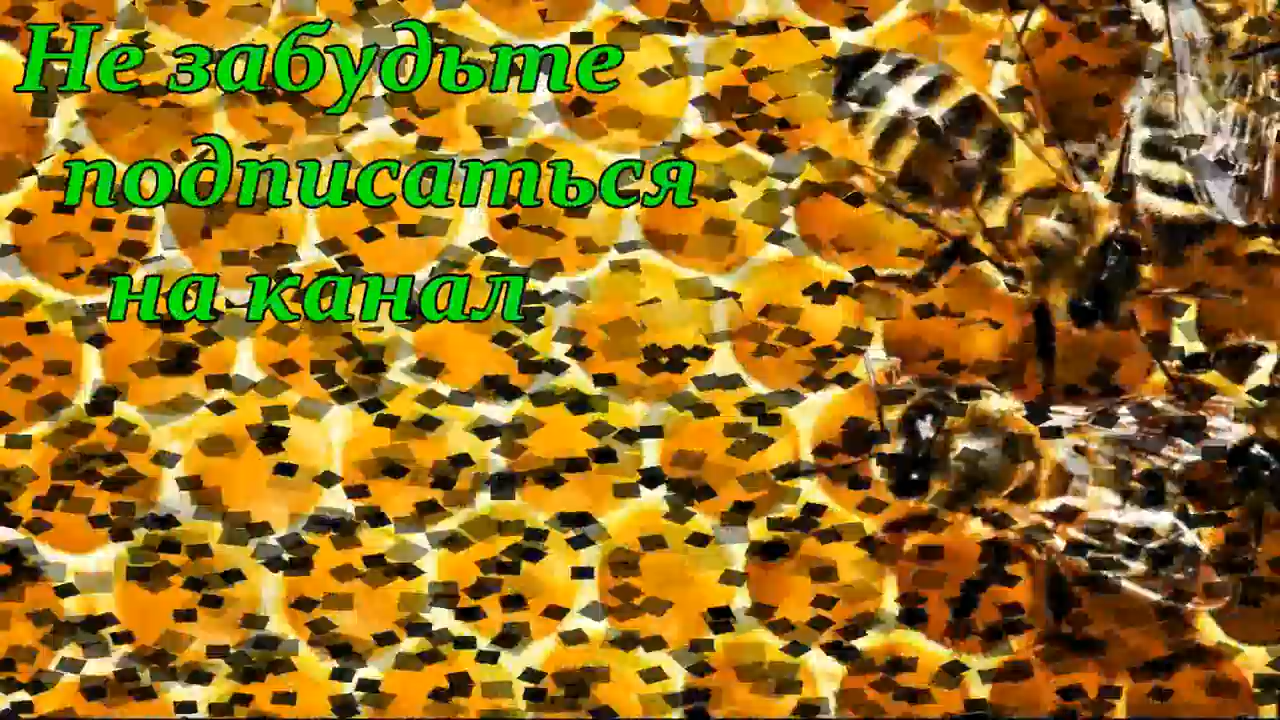 Не забудьте
подписаться
на канал